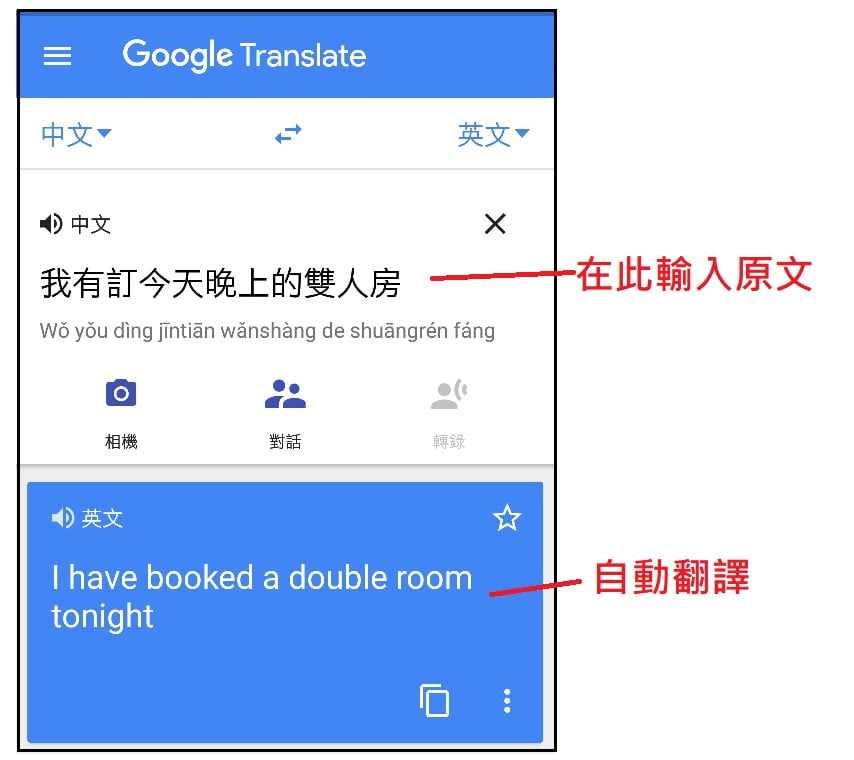 Google Translate
中文 英文
中文
我有訂今天晚上的雙人房
在此輸入原文
Wǒ yǒu dìng jīntiān wǎnshàng de shuāngrén fáng
相機 對話 轉錄
英文
I have booked a double room
tonight
自動翻譯